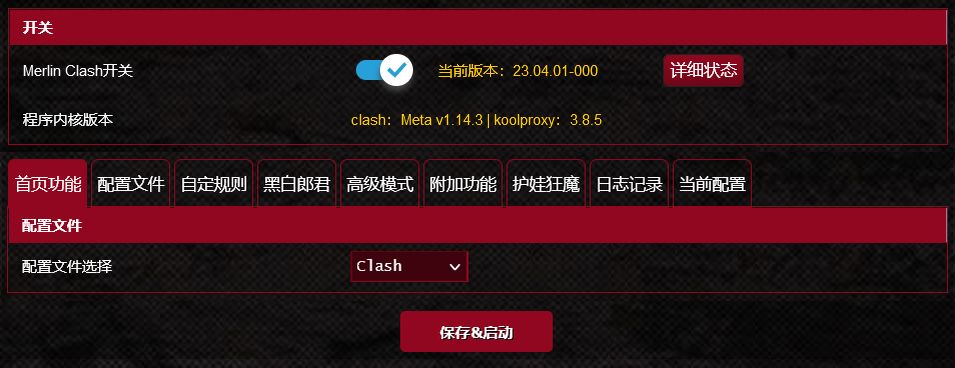 开关
Merlin Clash开关 当前版本：23.04.01-000 详细状态
程序内核版本 clash：Meta v1.14.3 | koolproxy：3.8.5
首页功能 配置文件 自定规则 黑白郎君 高级模式 附加功能 护娃狂魔 日志记录 当前配置
配置文件
配置文件选择 Clash
保存&启动